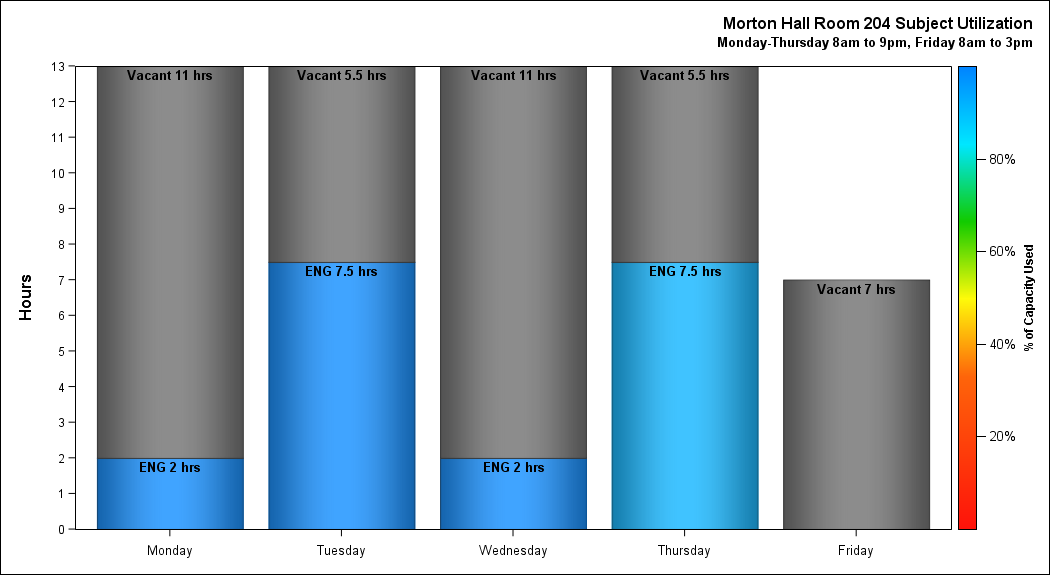 Morton Hall Room 204 Subject Utilization
Monday-Thursday 8am to 9pm, Friday 8am to 3pm
Hours
13
12
11
10
9
8
7
6
5
4
3
2
1
0
Vacant 11 hrs
ENG 2 hrs
Vacant 5.5 hrs
ENG 7.5 hrs
Vacant 11 hrs
ENG 2 hrs
Vacant 5.5 hrs
ENG 7.5 hrs
Vacant 7 hrs
Monday
Tuesday
Wednesday
Thursday
Friday
80%
60%
40%
20%
% of Capacity Used